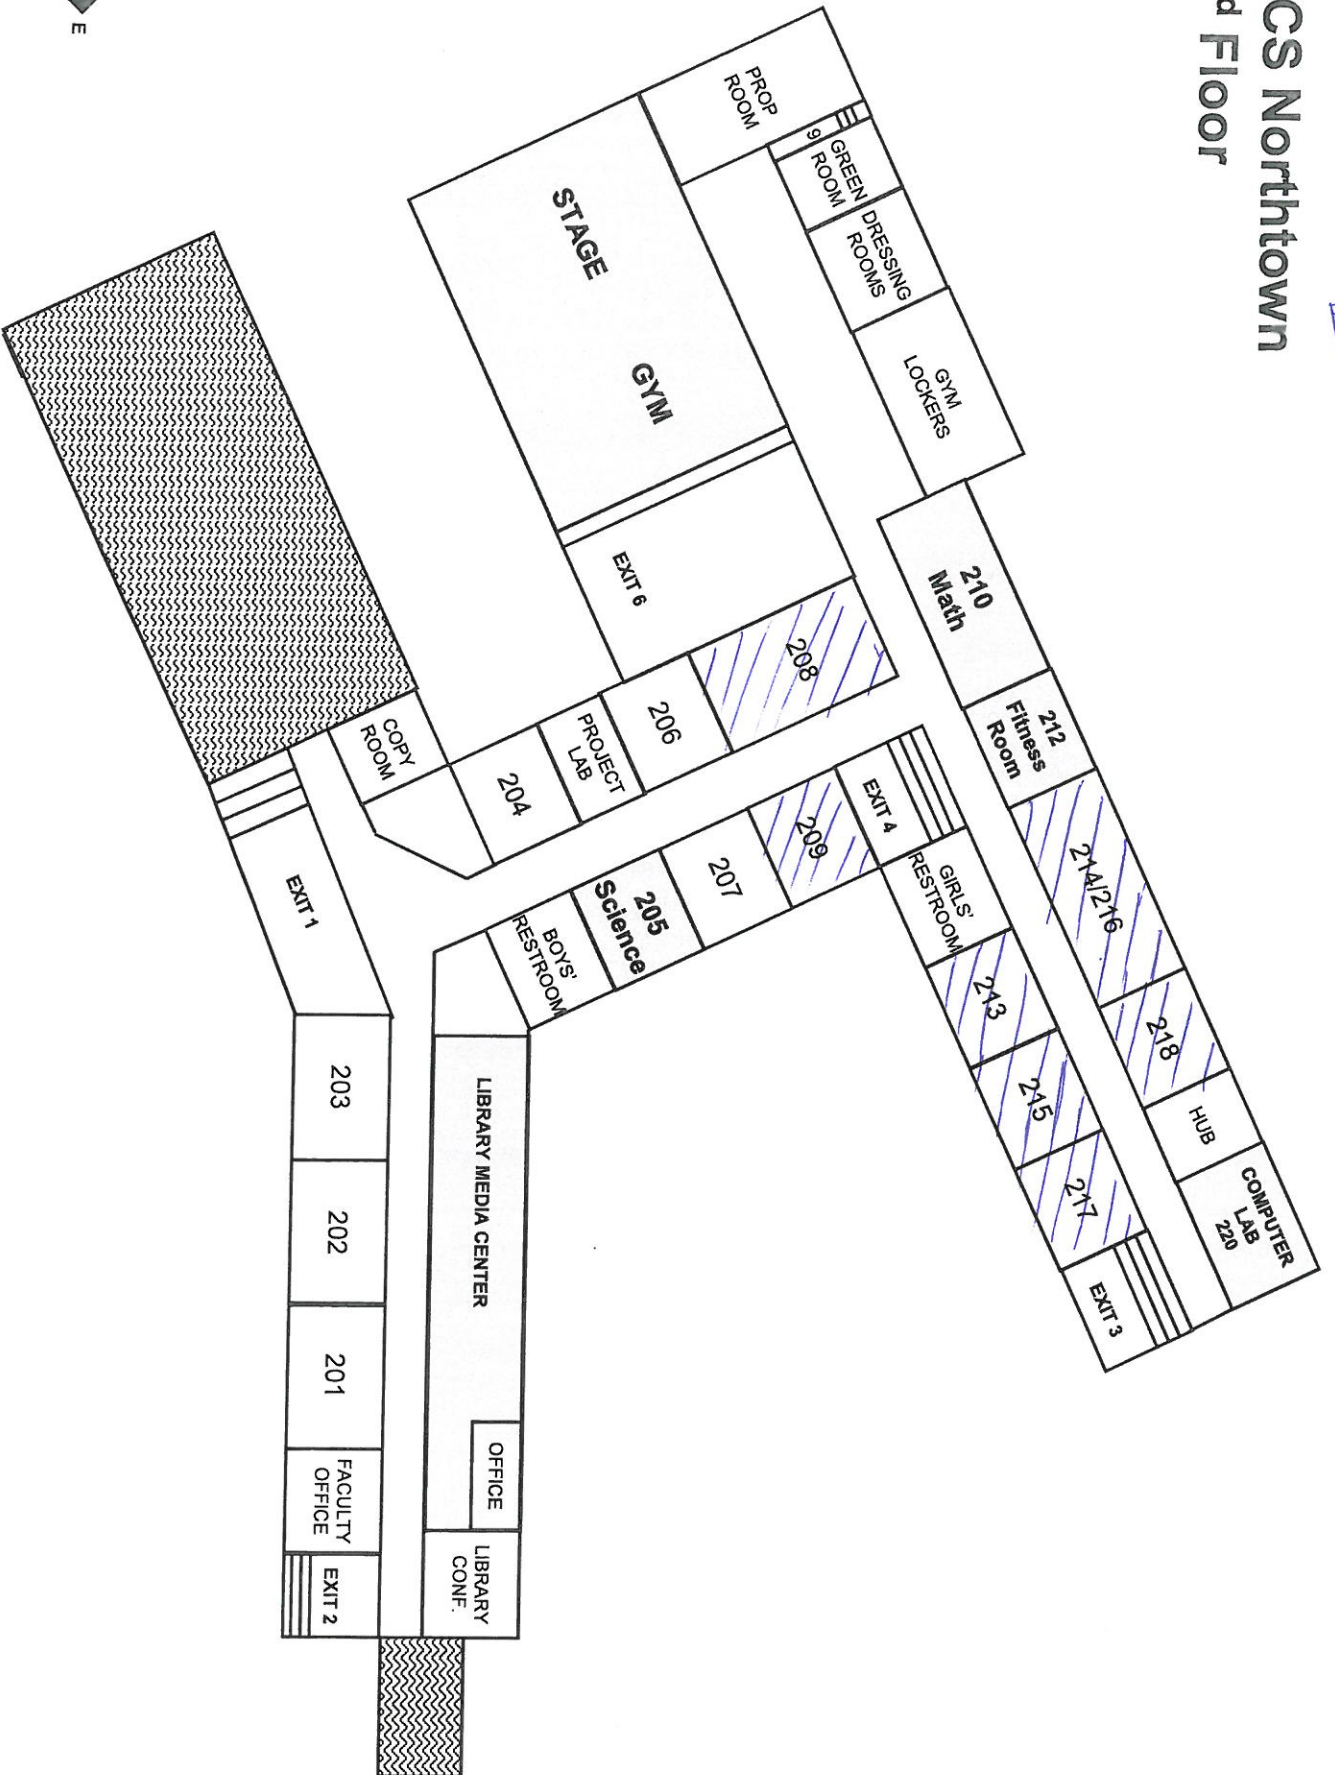 CS Northtown
d Floor
E
PROP
ROOM
9
GREEN
ROOM
DRESSING
ROOMS
GYM
LOCKERS
STAGE
GYM
EXIT 6
210
Math
212
Fitness
Room
214/216
218
HUB
COMPUTER
LAB
220
208
206
PROJECT
LAB
204
COPY
ROOM
EXIT 4
209
207
205
Science
BOYS'
RESTROOM
GIRLS'
RESTROOM
213
215
217
EXIT 3
EXIT 1
203
202
201
FACULTY
OFFICE
EXIT 2
LIBRARY MEDIA CENTER
OFFICE
LIBRARY
CONF.